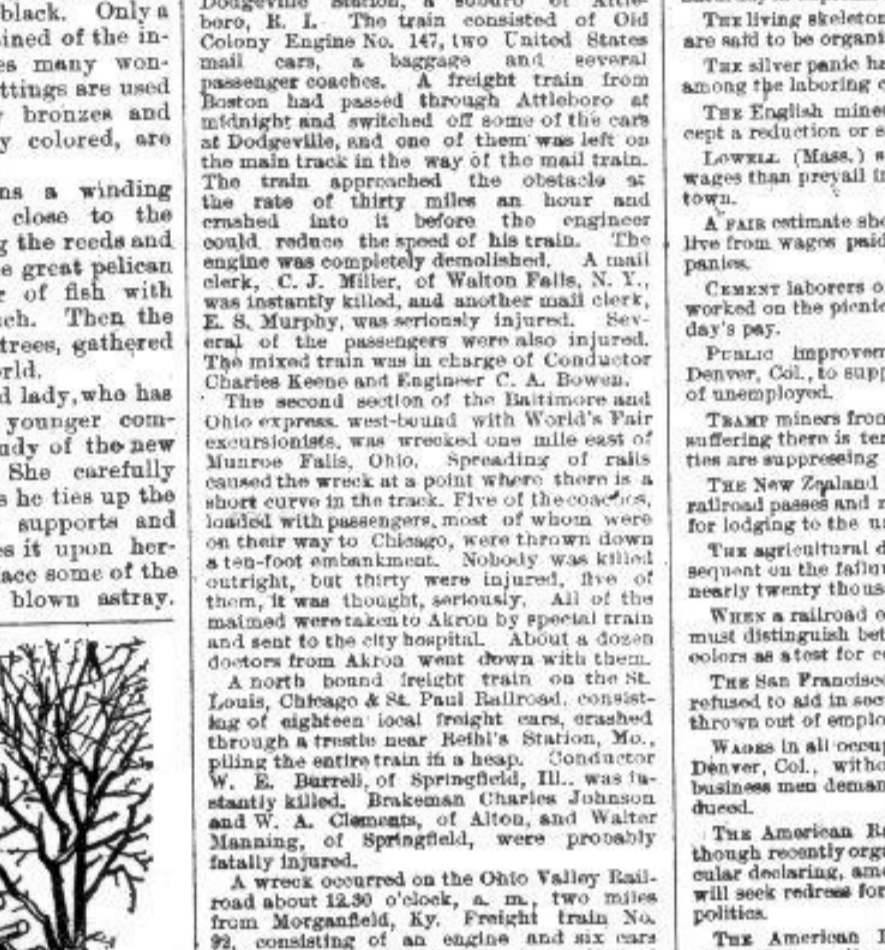 black. Only a
ined of the in-
es many won-
ttings are used
y bronzes and
y colored, are
ns a winding
close to the
g the reeds and
e great pelican
r of fish with
ch. Then the
trees, gathered
orld.
d lady, who has
younger com-
udy of the new
She carefully
s he ties up the
supports and
es it upon her-
ace some of the
blown astray.
Dodgeville Station, a suburb of Attle-
boro, R. I. The train consisted of Old
Colony Engine No. 147, two United States
mail cars, a baggage and several
passenger coaches. A freight train from
Boston had passed through Attleboro at
midnight and switched off some of the cars
at Dodgeville, and one of them was left on
the main track in the way of the mail train.
The train approached the obstacle at
the rate of thirty miles an hour and
crashed into it before the engineer
could reduce the speed of his train. The
engine was completely demolished. A mail
clerk, C. J. Miller, of Walton Falls, N. Y.,
was instantly killed, and another mail clerk,
E. S. Murphy, was seriously injured. Sev-
eral of the passengers were also injured.
The mixed train was in charge of Conductor
Charles Keene and Engineer C. A. Bowen.
The second section of the Baltimore and
Ohio express, west-bound with World's Fair
excursionists, was wrecked one mile east of
Munroe Falls, Ohio. Spreading of rails
caused the wreck at a point where there is a
short curve in the track. Five of the coaches,
loaded with passengers, most of whom were
on their way to Chicago, were thrown down
a ten-foot embankment. Nobody was killed
outright, but thirty were injured, five of
them, it was thought, seriously. All of the
maimed were taken to Akron by special train
and sent to the city hospital. About a dozen
doctors from Akron went down with them.
A north bound freight train on the St.
Louis, Chicago & St. Paul Railroad, consist-
ing of eighteen local freight cars, crashed
through a trestle near Reihl's Station, Mo.,
piling the entire train in a heap. Conductor
W. E. Burrell, of Springfield, Ill., was in-
stantly killed. Brakeman Charles Johnson
and W. A. Clements, of Alton, and Walter
Manning, of Springfield, were probably
fatally injured.
A wreck occurred on the Ohio Valley Rail-
road about 12.30 o'clock, a. m., two miles
from Morganfield, Ky. Freight train No.
92, consisting of an engine and six cars
THE living skeleton
are said to be organi
THE silver panic ha
among the laboring c
THE English mine
cept a reduction or s
LOWELL (Mass.) s
wages than prevail in
town.
A FAIR estimate sho
live from wages paid
panies.
CEMENT laborers o
worked on the picnic
day's pay.
PUBLIC improvem
Denver, Col., to supp
of unemployed.
TRAMP miners from
suffering there is ter
ties are suppressing
THE New Zealand
railroad passes and m
for lodging to the un
THE agricultural d
sequent on the failur
nearly twenty thous
WHEN a railroad e
must distinguish bet
colors as a test for co
THE San Francisco
refused to aid in sec
thrown out of emplo
WAGES in all occup
Denver, Col., witho
business men deman
duced.
THE American Ra
though recently orga
cular declaring, amo
will seek redress for
politics.
THE American